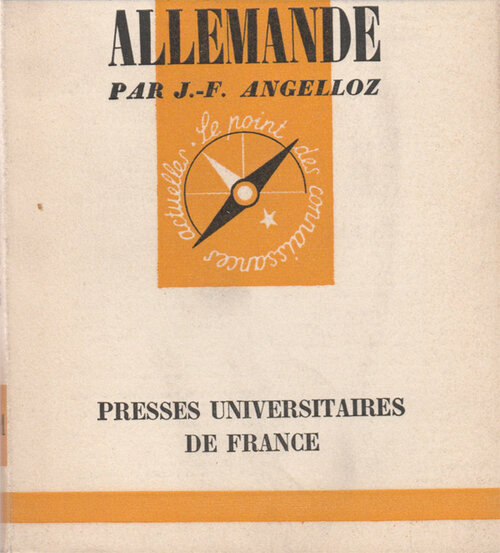 ALLEMANDE
PAR J.-F. ANGELLOZ
Le point des connaissances actuelles.
PRESSES UNIVERSITAIRES
DE FRANCE